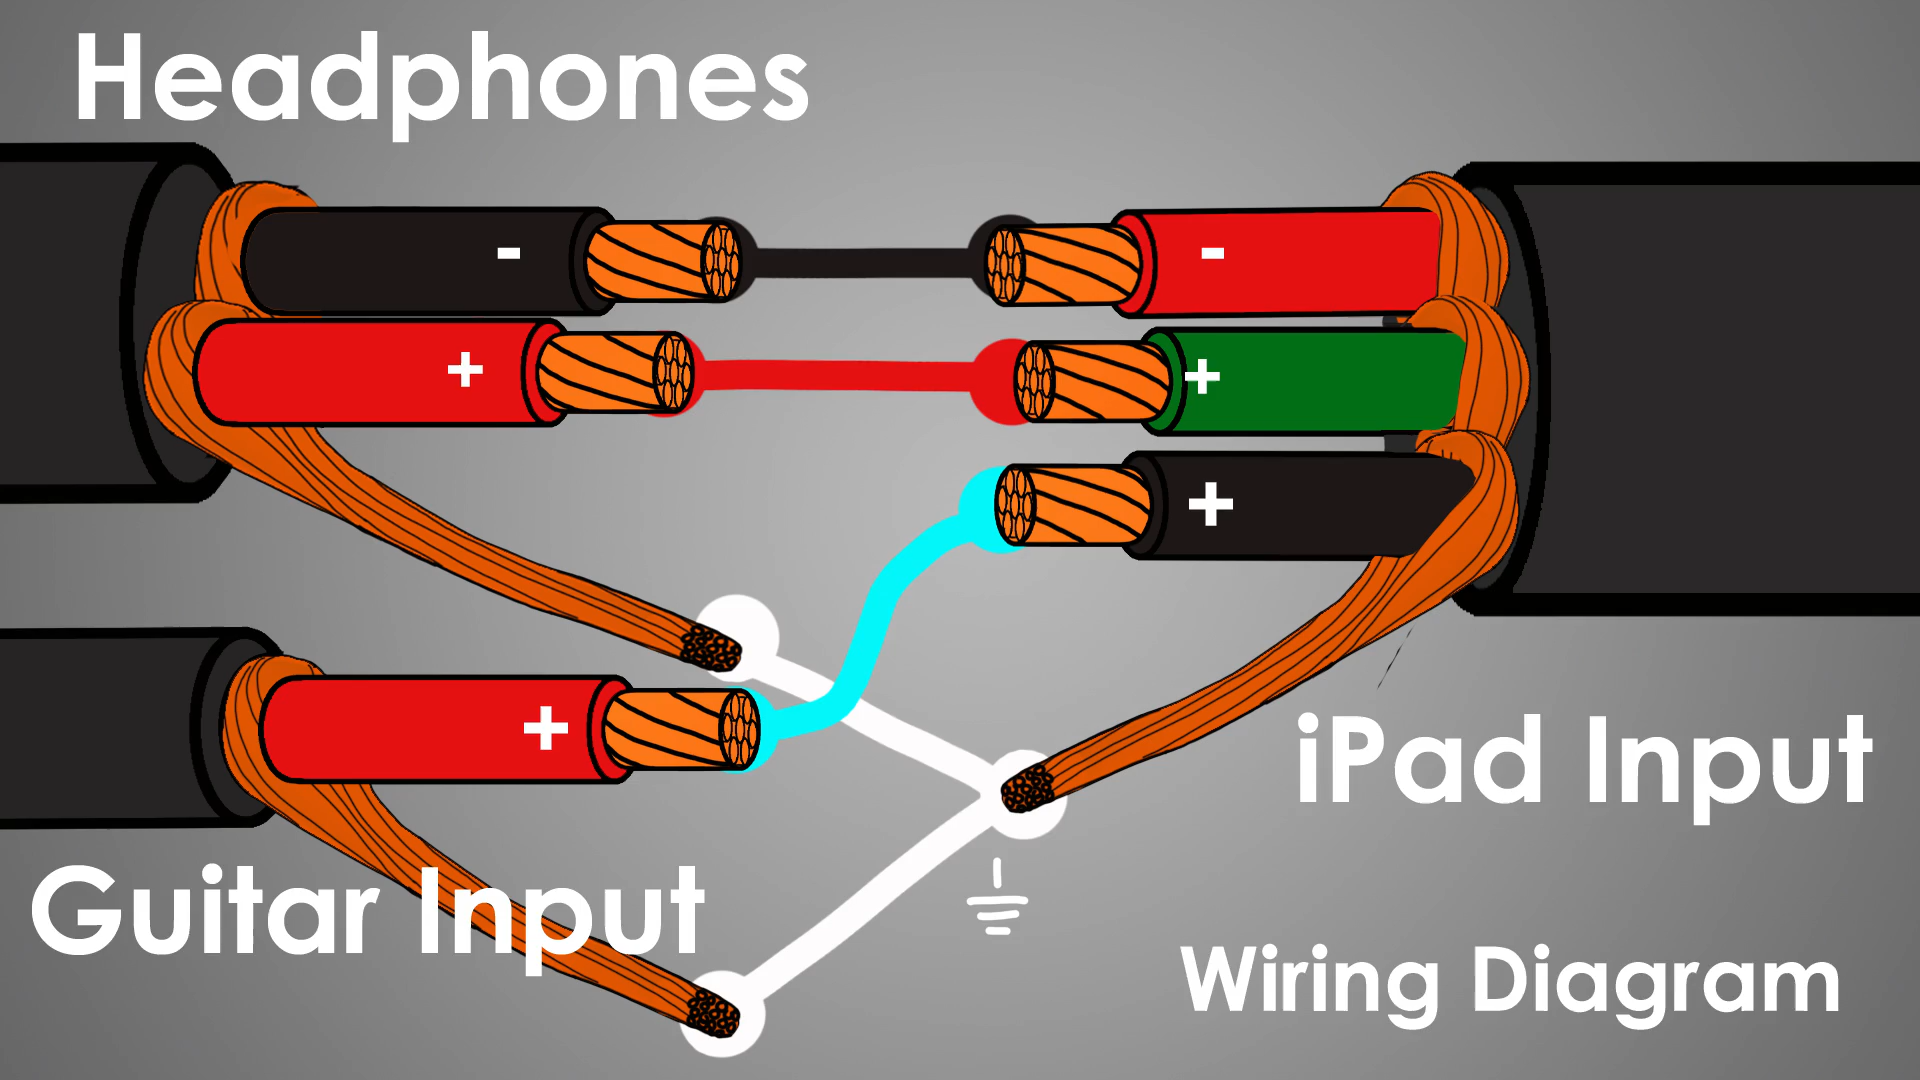 Headphones
- -
+ +
+
+
iPad Input
Guitar Input
Wiring Diagram